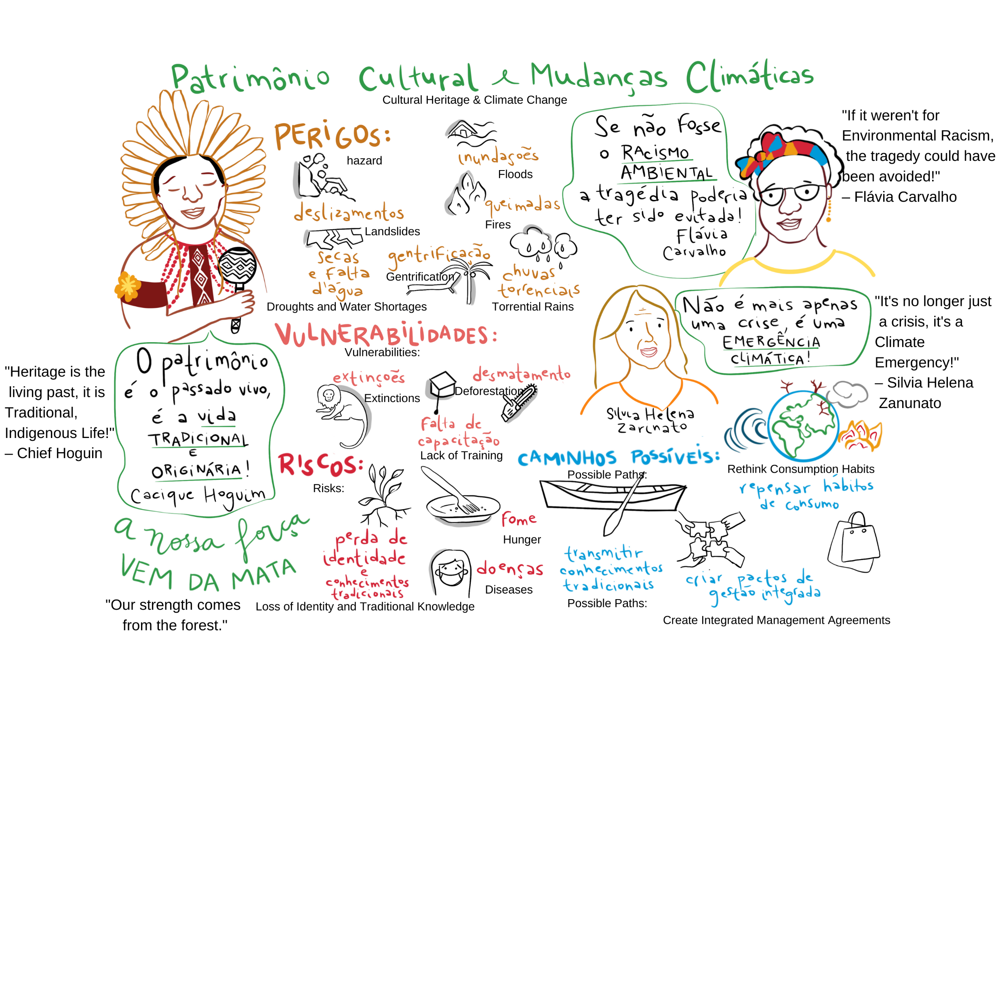 Patrimônio Cultural e Mudanças Climáticas
Cultural Heritage & Climate Change
PERIGOS:
hazard
deslizamentos
Landslides
inundações
Floods
queimadas
Fires
secas
e falta
d'água
Droughts and Water Shortages
gentrificação
Gentrification
chuvas
torrenciais
Torrential Rains
Se não fosse
o RACISMO
AMBIENTAL
a tragédia poderia
ter sido evitada!
Flávia
Carvalho
"If it weren't for
Environmental Racism,
the tragedy could have
been avoided!"
– Flávia Carvalho
Não é mais apenas
uma crise, é uma
EMERGÊNCIA
CLIMÁTICA!
Silvia Helena
Zarinato
"It's no longer just
a crisis, it's a
Climate
Emergency!"
– Silvia Helena
Zanunato
"Heritage is the
living past, it is
Traditional,
Indigenous Life!"
– Chief Hoguin
O patrimônio
é o passado vivo,
é a vida
TRADICIONAL
E
ORIGINÁRIA!
Cacique Hoguim
a nossa força
VEM DA MATA
"Our strength comes
from the forest."
VULNERABILIDADES:
Vulnerabilities:
extinções
Extinctions
desmatamento
Deforestation
falta de
capacitação
Lack of Training
RISCOS:
Risks:
perda de
identidade
e
conhecimentos
tradicionais
Loss of Identity and Traditional Knowledge
fome
Hunger
doenças
Diseases
CAMINHOS POSSÍVEIS:
Possible Paths:
Rethink Consumption Habits
repensar hábitos
de consumo
transmitir
conhecimentos
tradicionais
Possible Paths:
criar pactos de
gestão integrada
Create Integrated Management Agreements